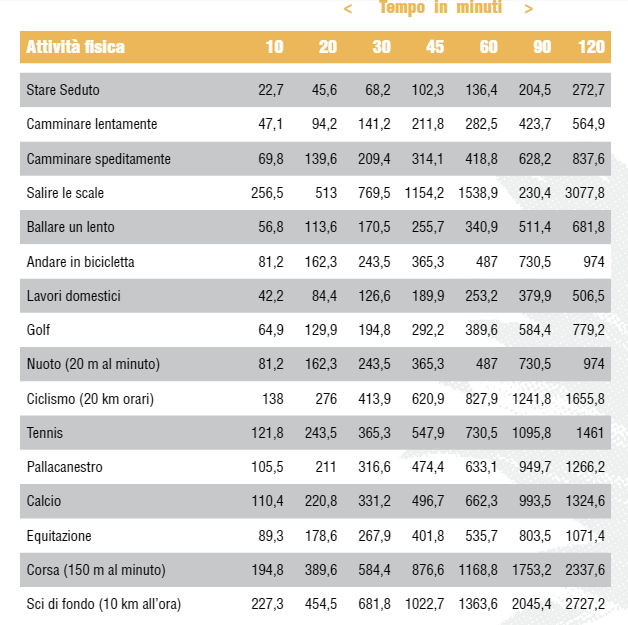 < Tempo in minuti >
Attività fisica 10 20 30 45 60 90 120
Stare Seduto 22,7 45,6 68,2 102,3 136,4 204,5 272,7
Camminare lentamente 47,1 94,2 141,2 211,8 282,5 423,7 564,9
Camminare speditamente 69,8 139,6 209,4 314,1 418,8 628,2 837,6
Salire le scale 256,5 513 769,5 1154,2 1538,9 230,4 3077,8
Ballare un lento 56,8 113,6 170,5 255,7 340,9 511,4 681,8
Andare in bicicletta 81,2 162,3 243,5 365,3 487 730,5 974
Lavori domestici 42,2 84,4 126,6 189,9 253,2 379,9 506,5
Golf 64,9 129,9 194,8 292,2 389,6 584,4 779,2
Nuoto (20 m al minuto) 81,2 162,3 243,5 365,3 487 730,5 974
Ciclismo (20 km orari) 138 276 413,9 620,9 827,9 1241,8 1655,8
Tennis 121,8 243,5 365,3 547,9 730,5 1095,8 1461
Pallacanestro 105,5 211 316,6 474,4 633,1 949,7 1266,2
Calcio 110,4 220,8 331,2 496,7 662,3 993,5 1324,6
Equitazione 89,3 178,6 267,9 401,8 535,7 803,5 1071,4
Corsa (150 m al minuto) 194,8 389,6 584,4 876,6 1168,8 1753,2 2337,6
Sci di fondo (10 km all'ora) 227,3 454,5 681,8 1022,7 1363,6 2045,4 2727,2